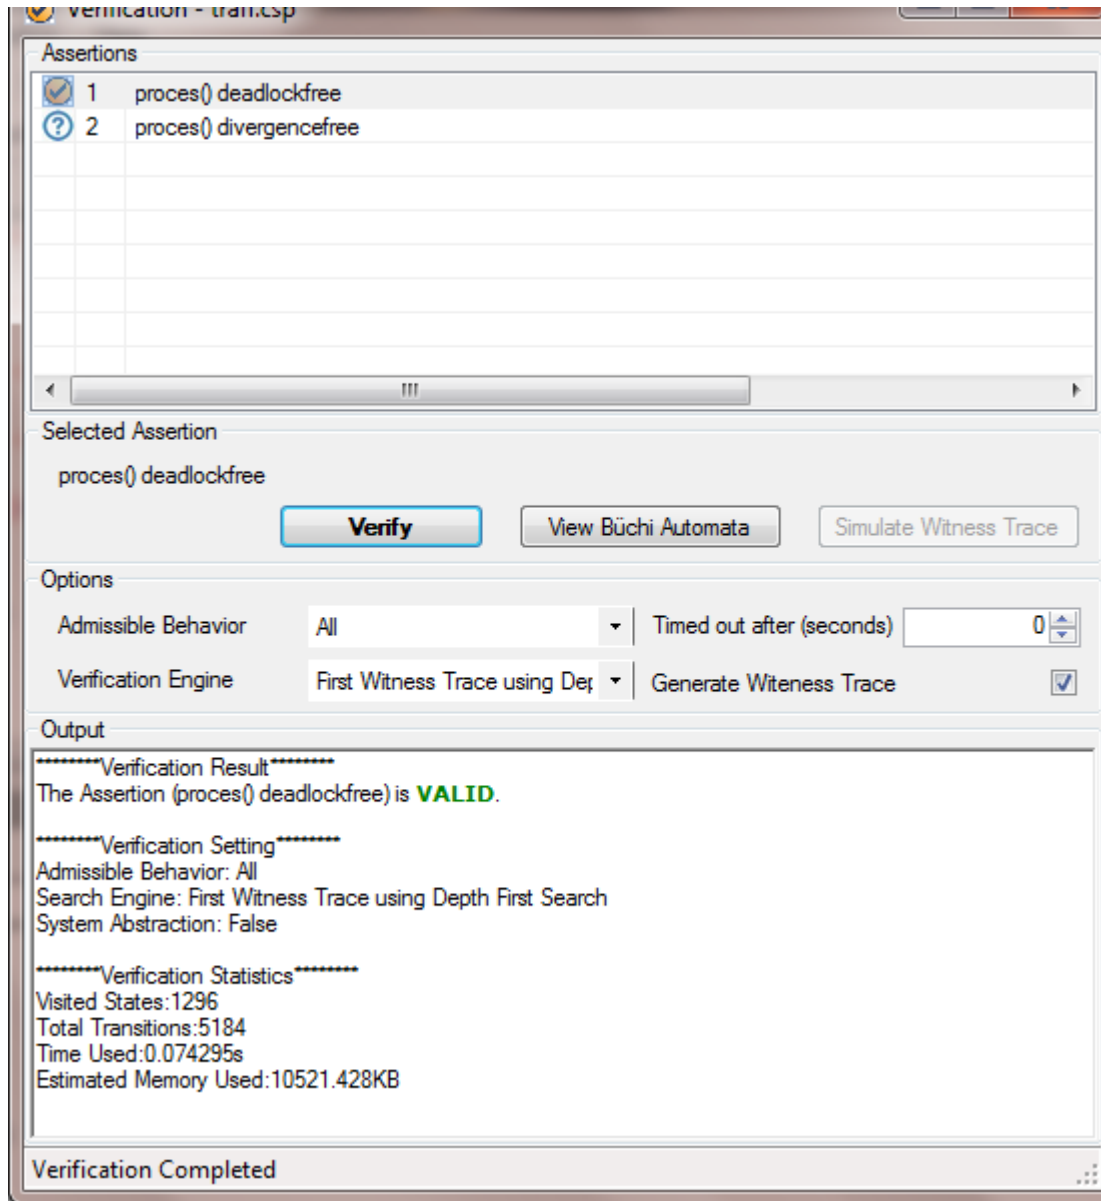 Verification - tran.csp
Assertions
1 proces() deadlockfree
2 proces() divergencefree
Selected Assertion
proces() deadlockfree
Verify View Büchi Automata Simulate Witness Trace
Options
Admissible Behavior All Timed out after (seconds) 0
Verification Engine First Witness Trace using Generate Witeness Trace
Output
********Verification Result********
The Assertion (proces() deadlockfree) is VALID.
********Verification Setting********
Admissible Behavior: All
Search Engine: First Witness Trace using Depth First Search
System Abstraction: False
********Verification Statistics********
Visited States:1296
Total Transitions:5184
Time Used:0.074295s
Estimated Memory Used:10521.428KB
Verification Completed